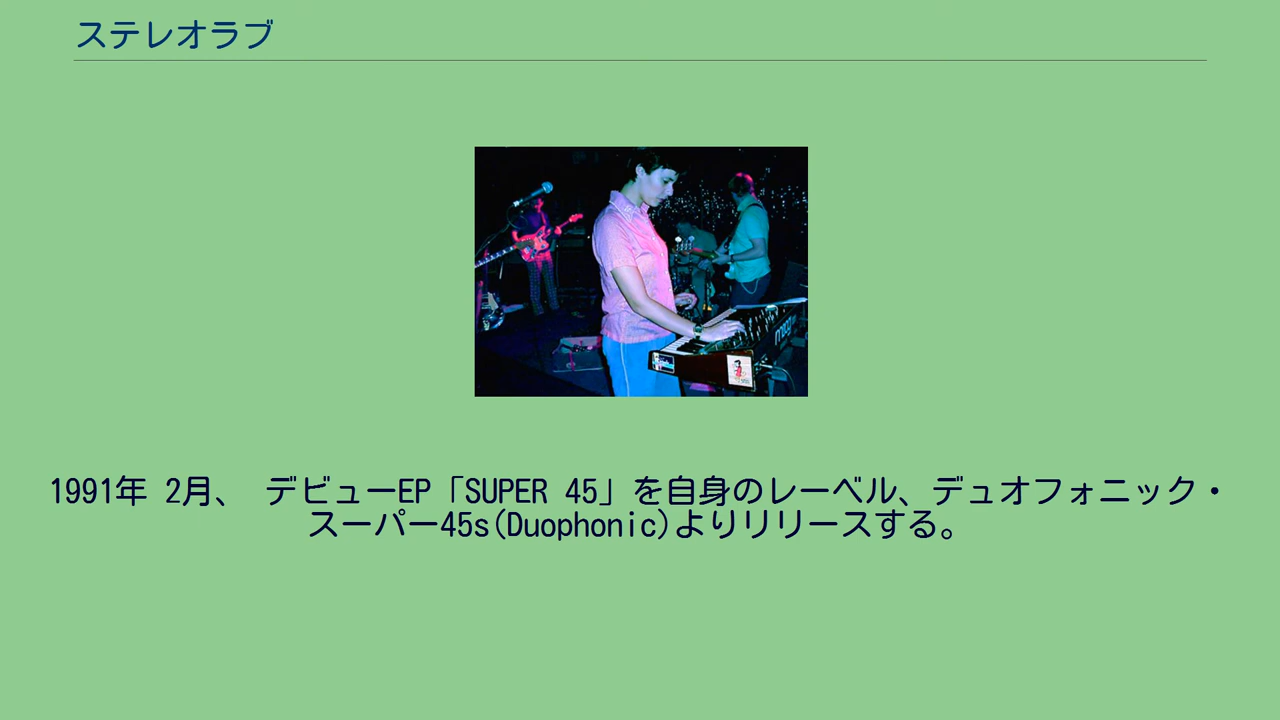 ステレオラブ
1991年 2月、 デビューEP「SUPER 45」を自身のレーベル、デュオフォニック・
スーパー45s(Duophonic)よりリリースする。